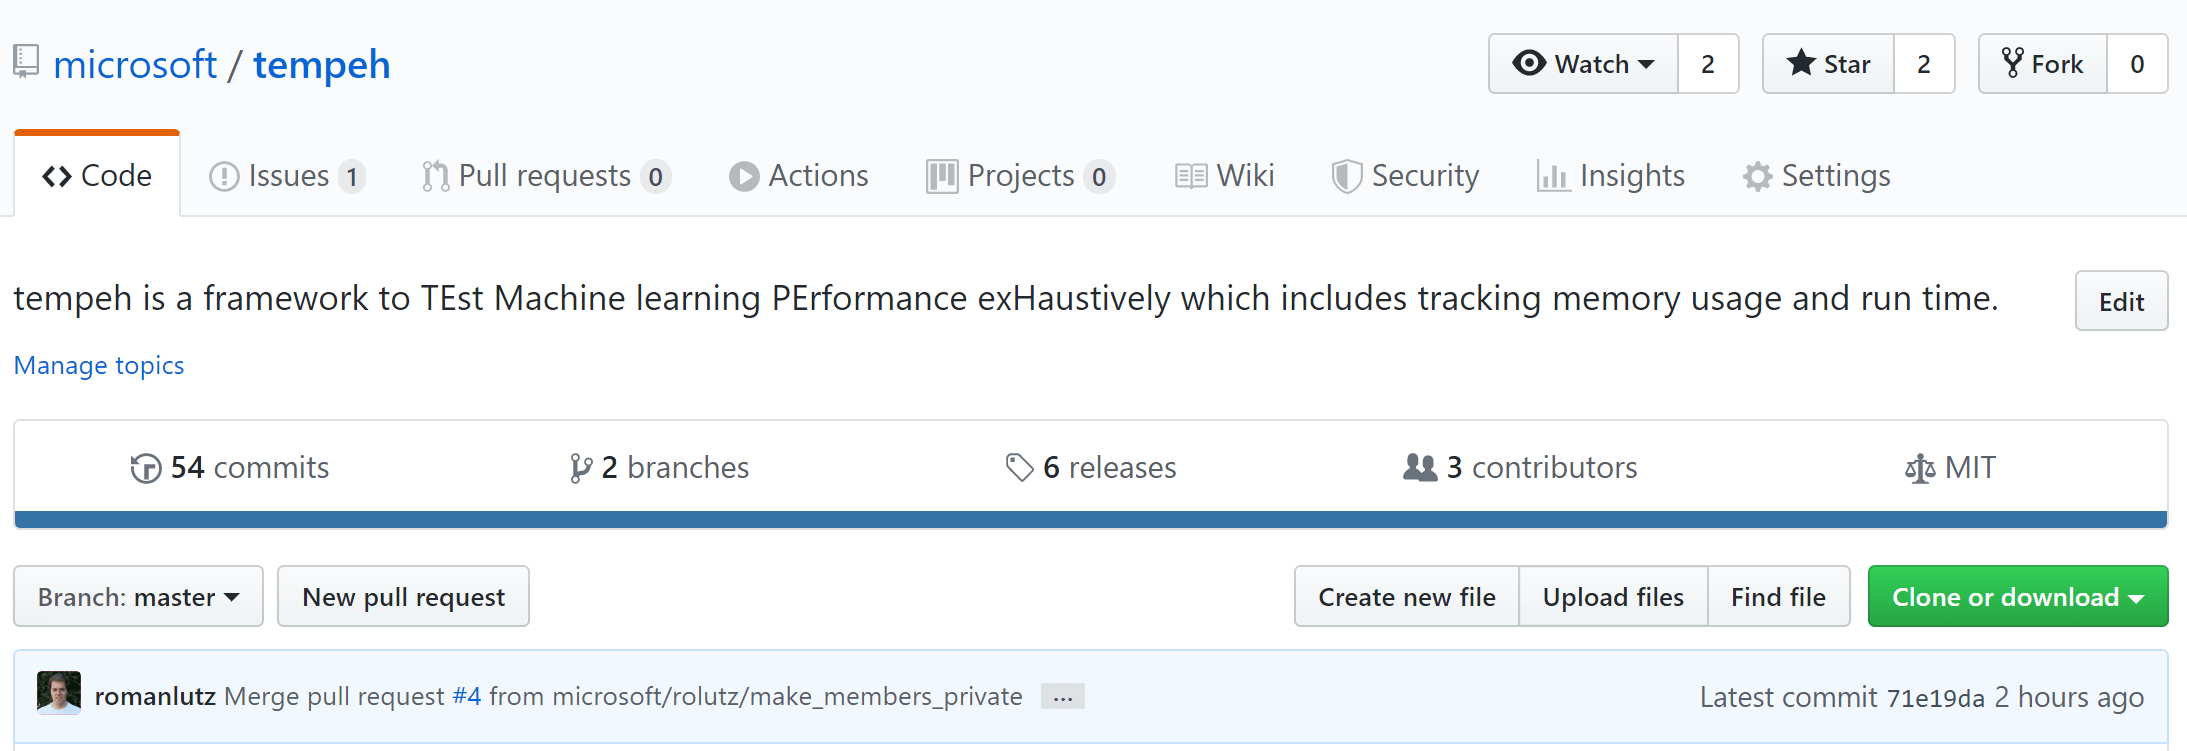 microsoft / tempeh
Watch 2 Star 2 Fork 0
Code Issues 1 Pull requests 0 Actions Projects 0 Wiki Security Insights Settings
tempeh is a framework to TEst Machine learning PErformance exHaustively which includes tracking memory usage and run time. Edit
Manage topics
54 commits 2 branches 6 releases 3 contributors MIT
Branch: master New pull request Create new file Upload files Find file Clone or download
romanlutz Merge pull request #4 from microsoft/rolutz/make_members_private ... Latest commit 71e19da 2 hours ago